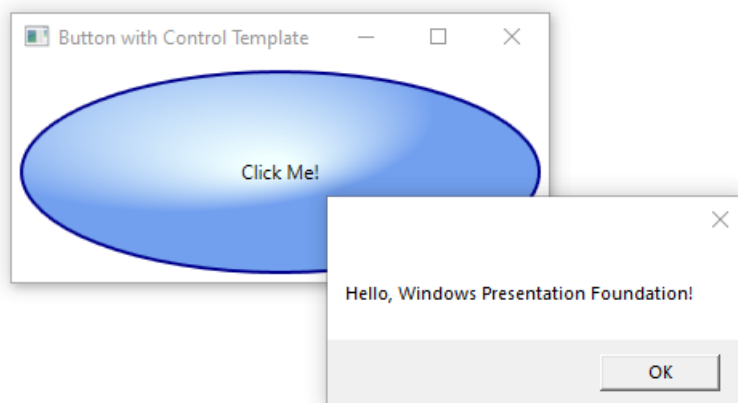 Button with Control Template
Click Me!
Hello, Windows Presentation Foundation!
OK